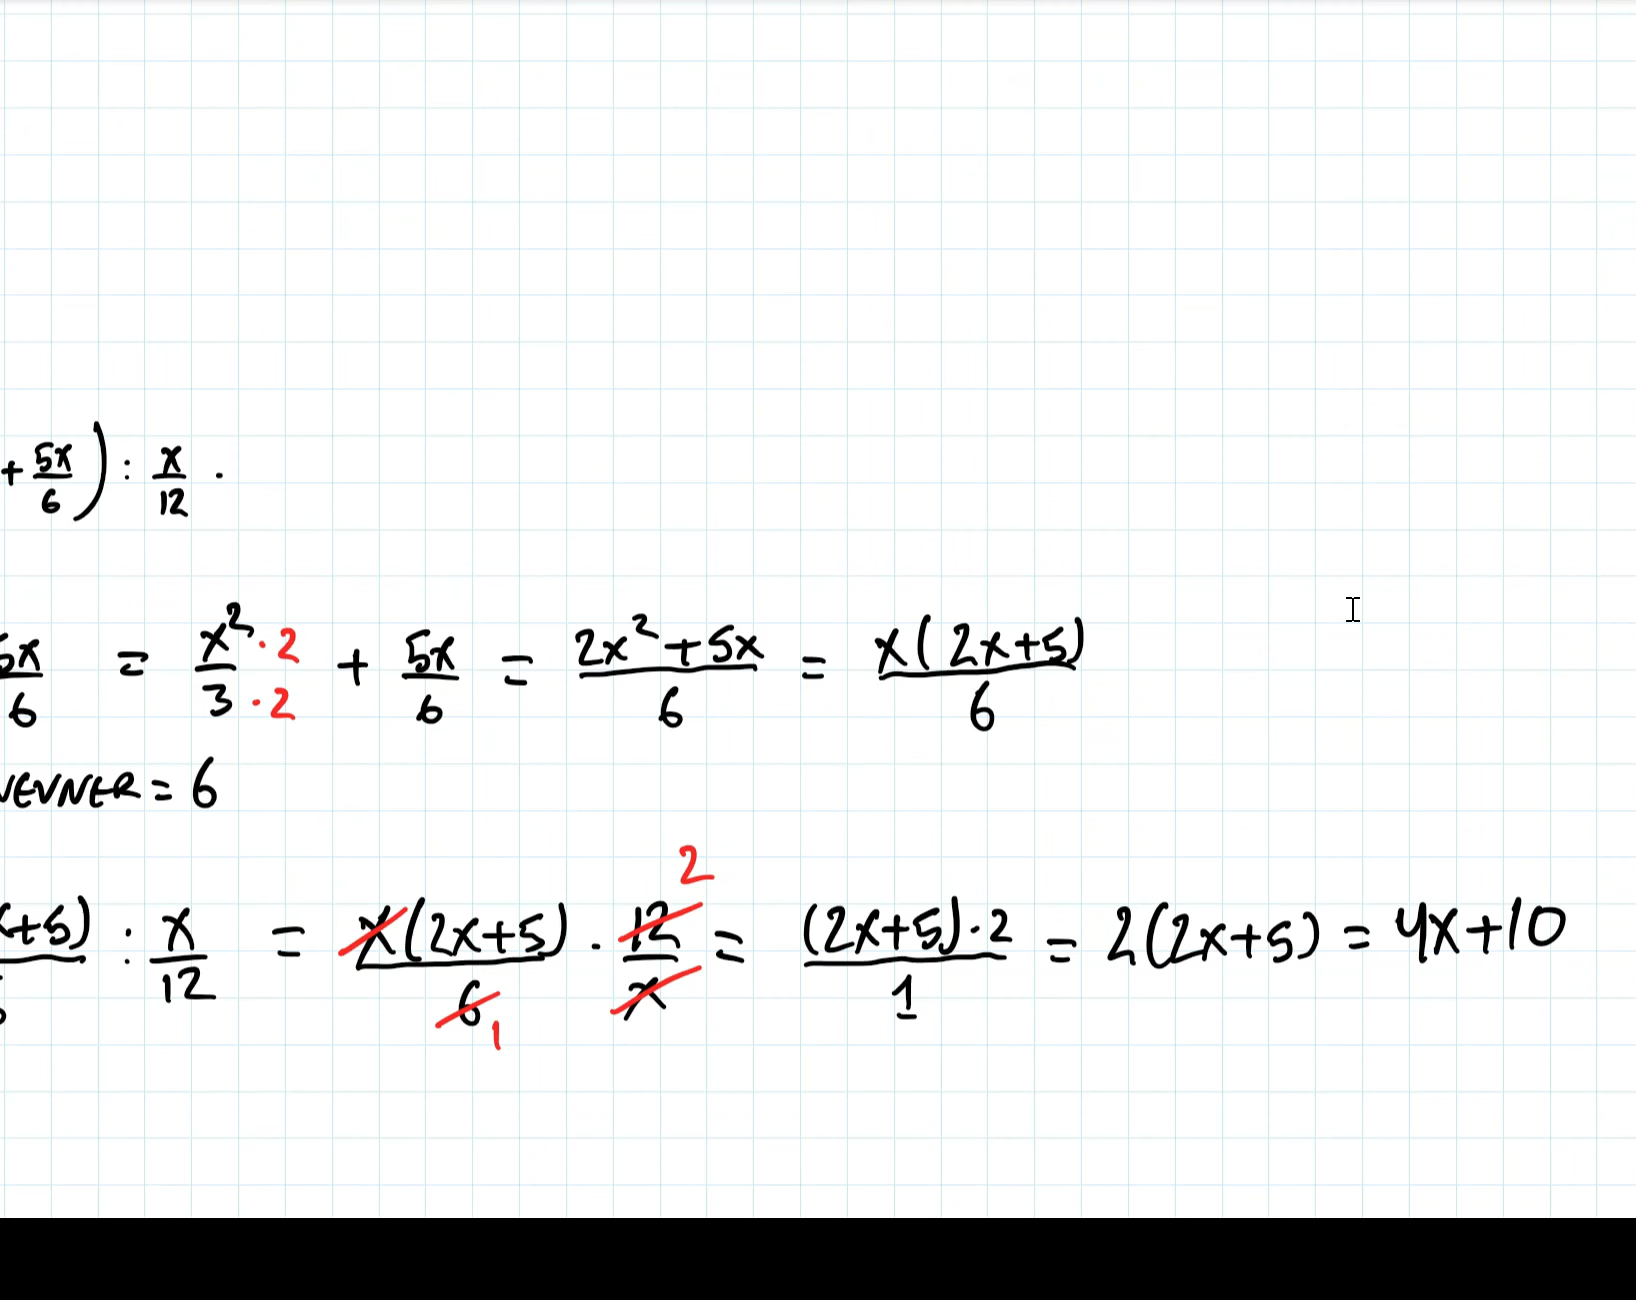 + 5x/6) : x/12 .
5x/6 = x²·2/3·2 + 5x/6 = 2x²+5x/6 = x(2x+5)/6
NEVNER = 6
x+5) : x/12 = x(2x+5)/6 1 · 12 2/x = (2x+5)·2/1 = 2(2x+5) = 4x+10